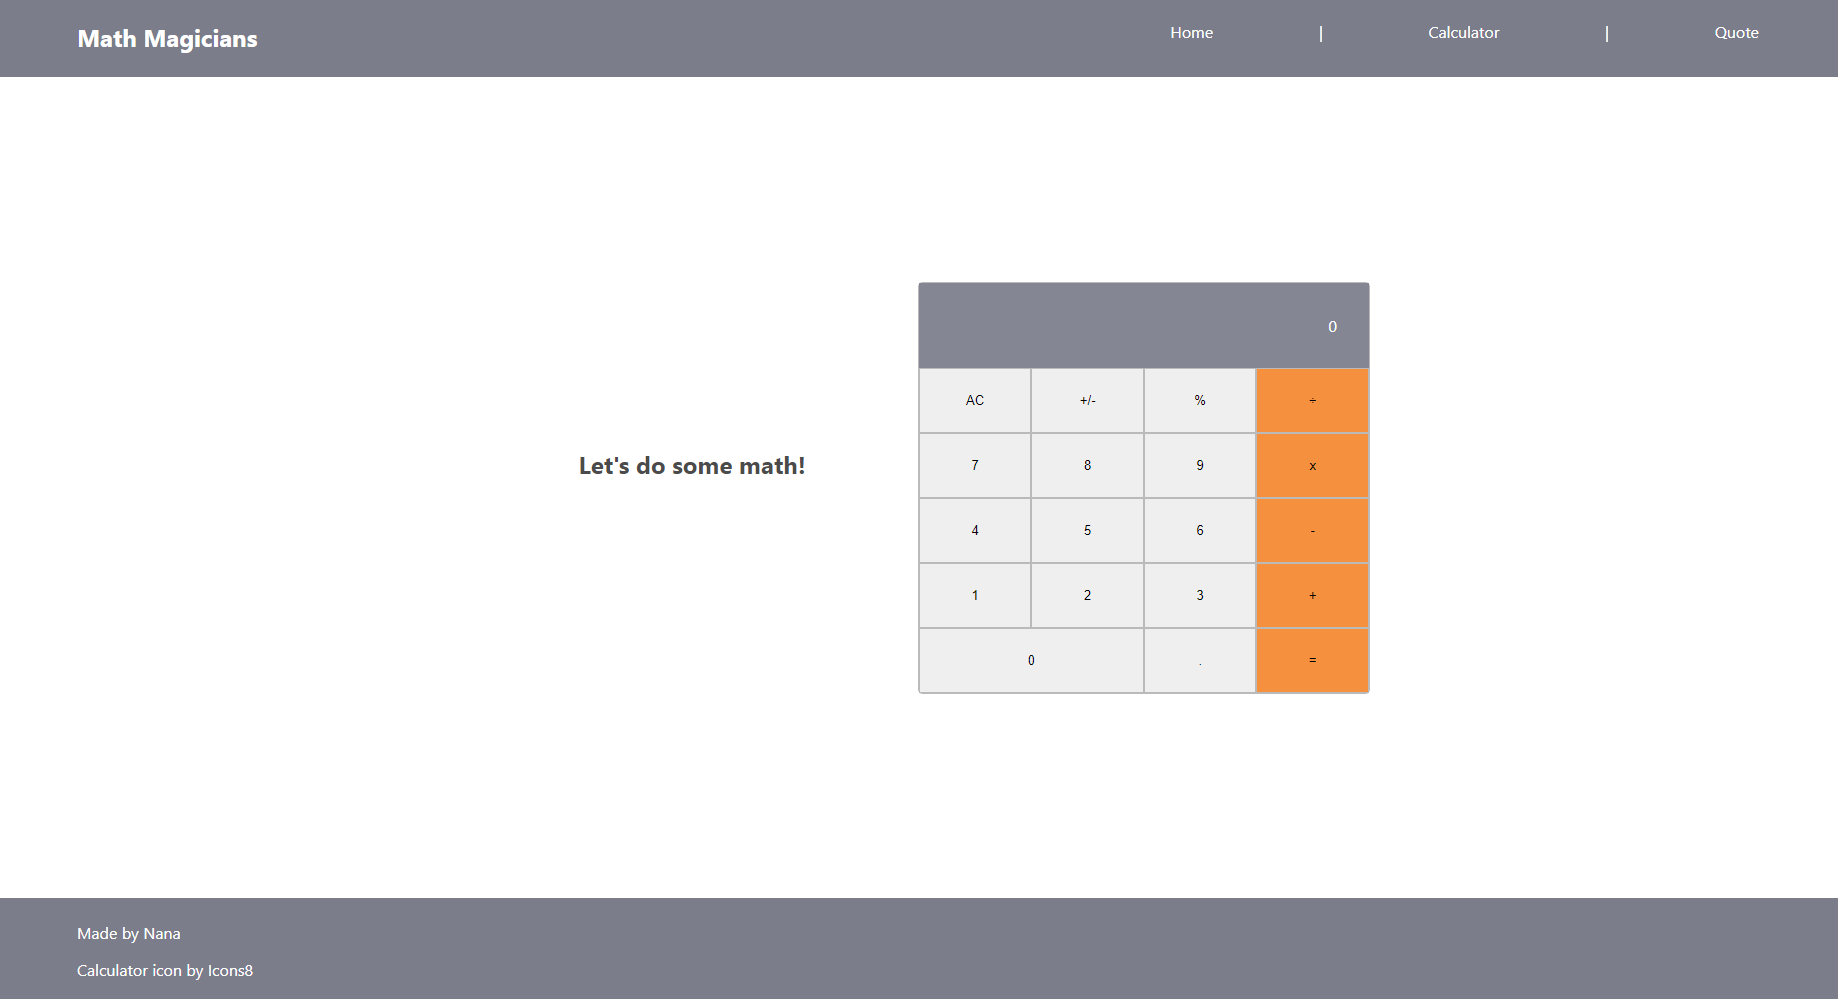 Math Magicians
Home | Calculator | Quote
0
AC +/- % ÷
7 8 9 x
Let's do some math!
4 5 6 -
1 2 3 +
0 . =
Made by Nana
Calculator icon by Icons8